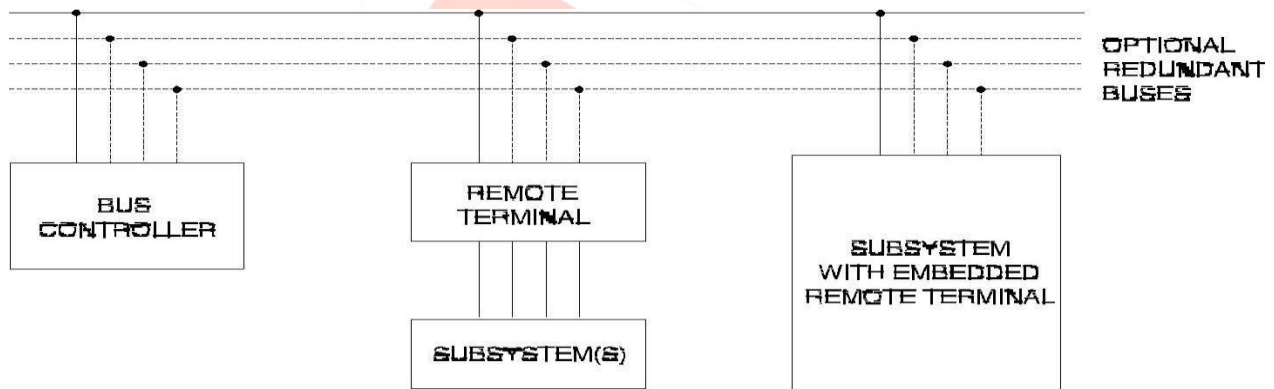 OPTIONAL
REDUNDANT
BUSES
BUS
CONTROLLER
REMOTE
TERMINAL
SUBSYSTEM(S)
SUBSYSTEM
WITH EMBEDDED
REMOTE TERMINAL